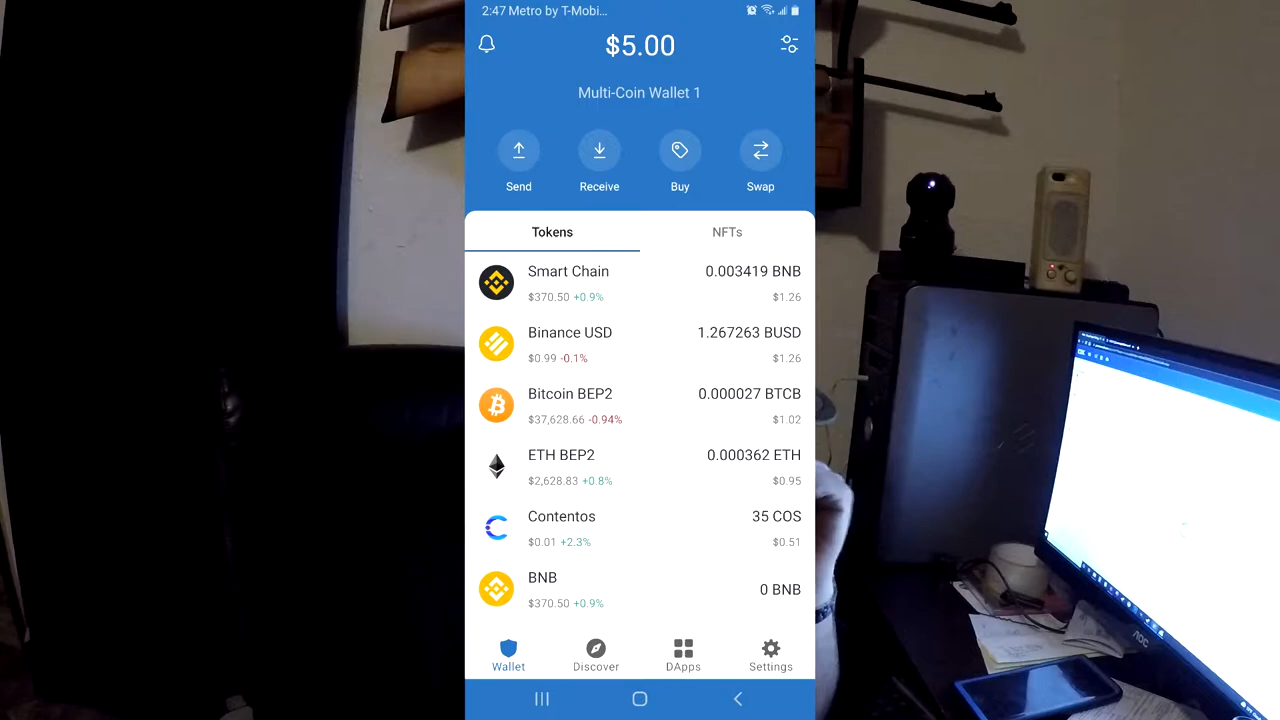 2:47 Metro by T-Mobi...
$5.00
Multi-Coin Wallet 1
Send
Receive
Buy
Swap
Tokens
NFTs
Smart Chain
0.003419 BNB
$370.50 +0.9%
$1.26
Binance USD
1.267263 BUSD
$0.99 -0.1%
$1.26
Bitcoin BEP2
0.000027 BTCB
$37,628.66 -0.94%
$1.02
ETH BEP2
0.000362 ETH
$2,628.83 +0.8%
$0.95
Contentos
35 COS
$0.01 +2.3%
$0.51
BNB
0 BNB
$370.50 +0.9%
Wallet
Discover
DApps
Settings
AOC